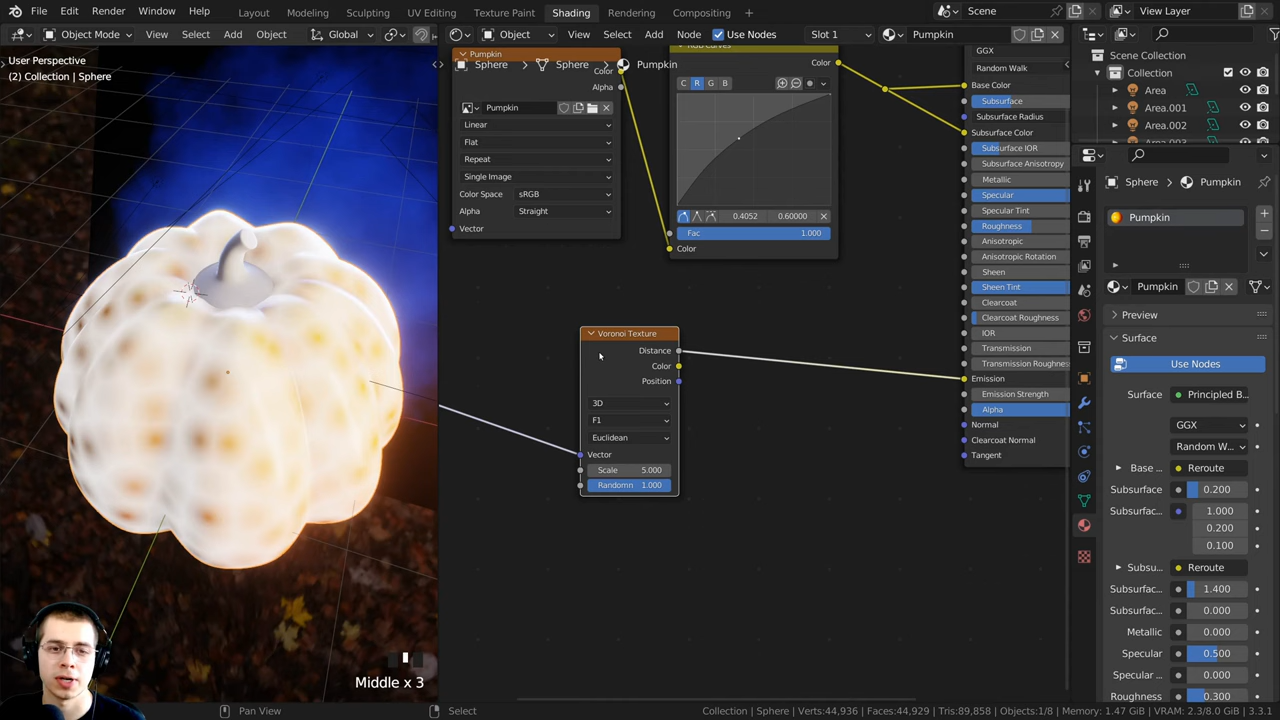 File Edit Render Window Help Layout Modeling Sculpting UV Editing Texture Paint Shading Rendering Compositing Scene View Layer
Object Mode View Select Add Object Global Object View Select Add Node Use Nodes Slot 1 Pumpkin
User Perspective
(2) Collection | Sphere
Sphere > Sphere > Pumpkin
Pumpkin
Color
Alpha
Pumpkin
Linear
Flat
Repeat
Single Image
Color Space sRGB
Alpha Straight
Vector
RGB Curves
Color
C R G B
0.4052 0.60000
Fac 1.000
Color
Voronoi Texture
Distance
Color
Position
3D
F1
Euclidean
Vector
Scale 5.000
Randomn 1.000
GGX
Random Walk
Base Color
Subsurface
Subsurface Radius
Subsurface Color
Subsurface IOR
Subsurface Anisotropy
Metallic
Specular
Specular Tint
Roughness
Anisotropic
Anisotropic Rotation
Sheen
Sheen Tint
Clearcoat
Clearcoat Roughness
IOR
Transmission
Transmission Roughnes
Emission
Emission Strength
Alpha
Normal
Clearcoat Normal
Tangent
Scene Collection
Collection
Area
Area.001
Area.002
Sphere > Pumpkin
Pumpkin
Pumpkin
Preview
Surface
Use Nodes
Surface Principled B...
GGX
Random W...
Base ... Reroute
Subsurface 0.200
Subsurfac... 1.000
0.200
0.100
Subsu... Reroute
Subsurfac... 1.400
Subsurfac... 0.000
Metallic 0.000
Specular 0.500
Specular ... 0.000
Roughness 0.300
Middle x 3
Pan View Select Collection | Sphere | Verts:44,936 | Faces:44,929 | Tris:89,858 | Objects:1/8 | Memory: 1.47 GiB | VRAM: 2.3/8.0 GiB | 3.3.1